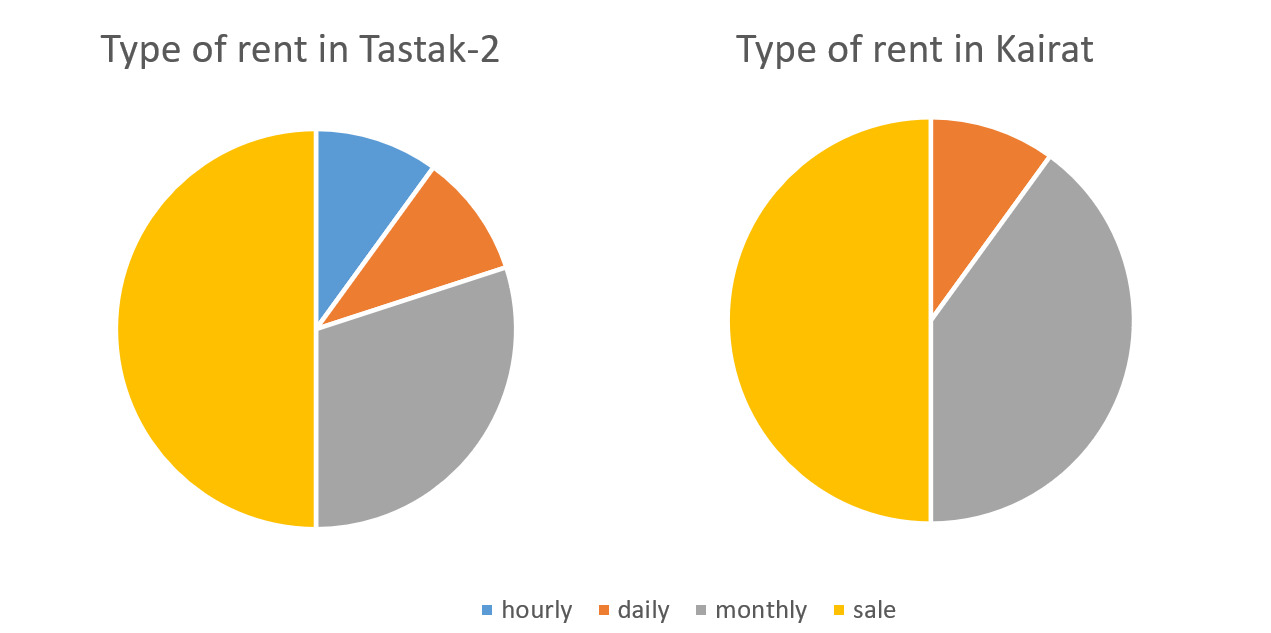 Type of rent in Tastak-2
Type of rent in Kairat
hourly daily monthly sale